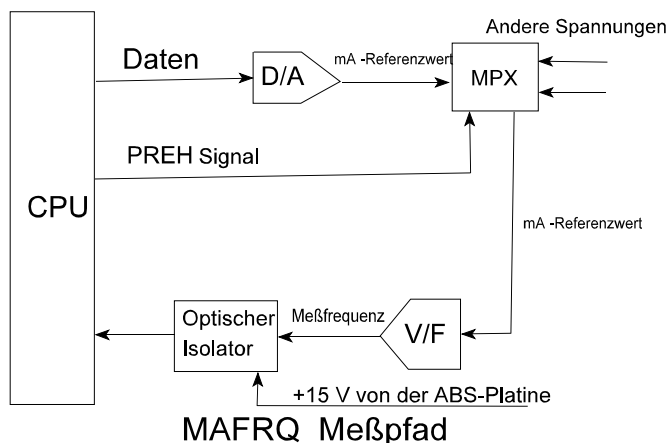 Andere Spannungen
Daten
D/A
mA -Referenzwert
MPX
PREH Signal
CPU
mA -Referenzwert
Optischer
Isolator
Meßfrequenz
V/F
+15 V von der ABS-Platine
MAFRQ Meßpfad